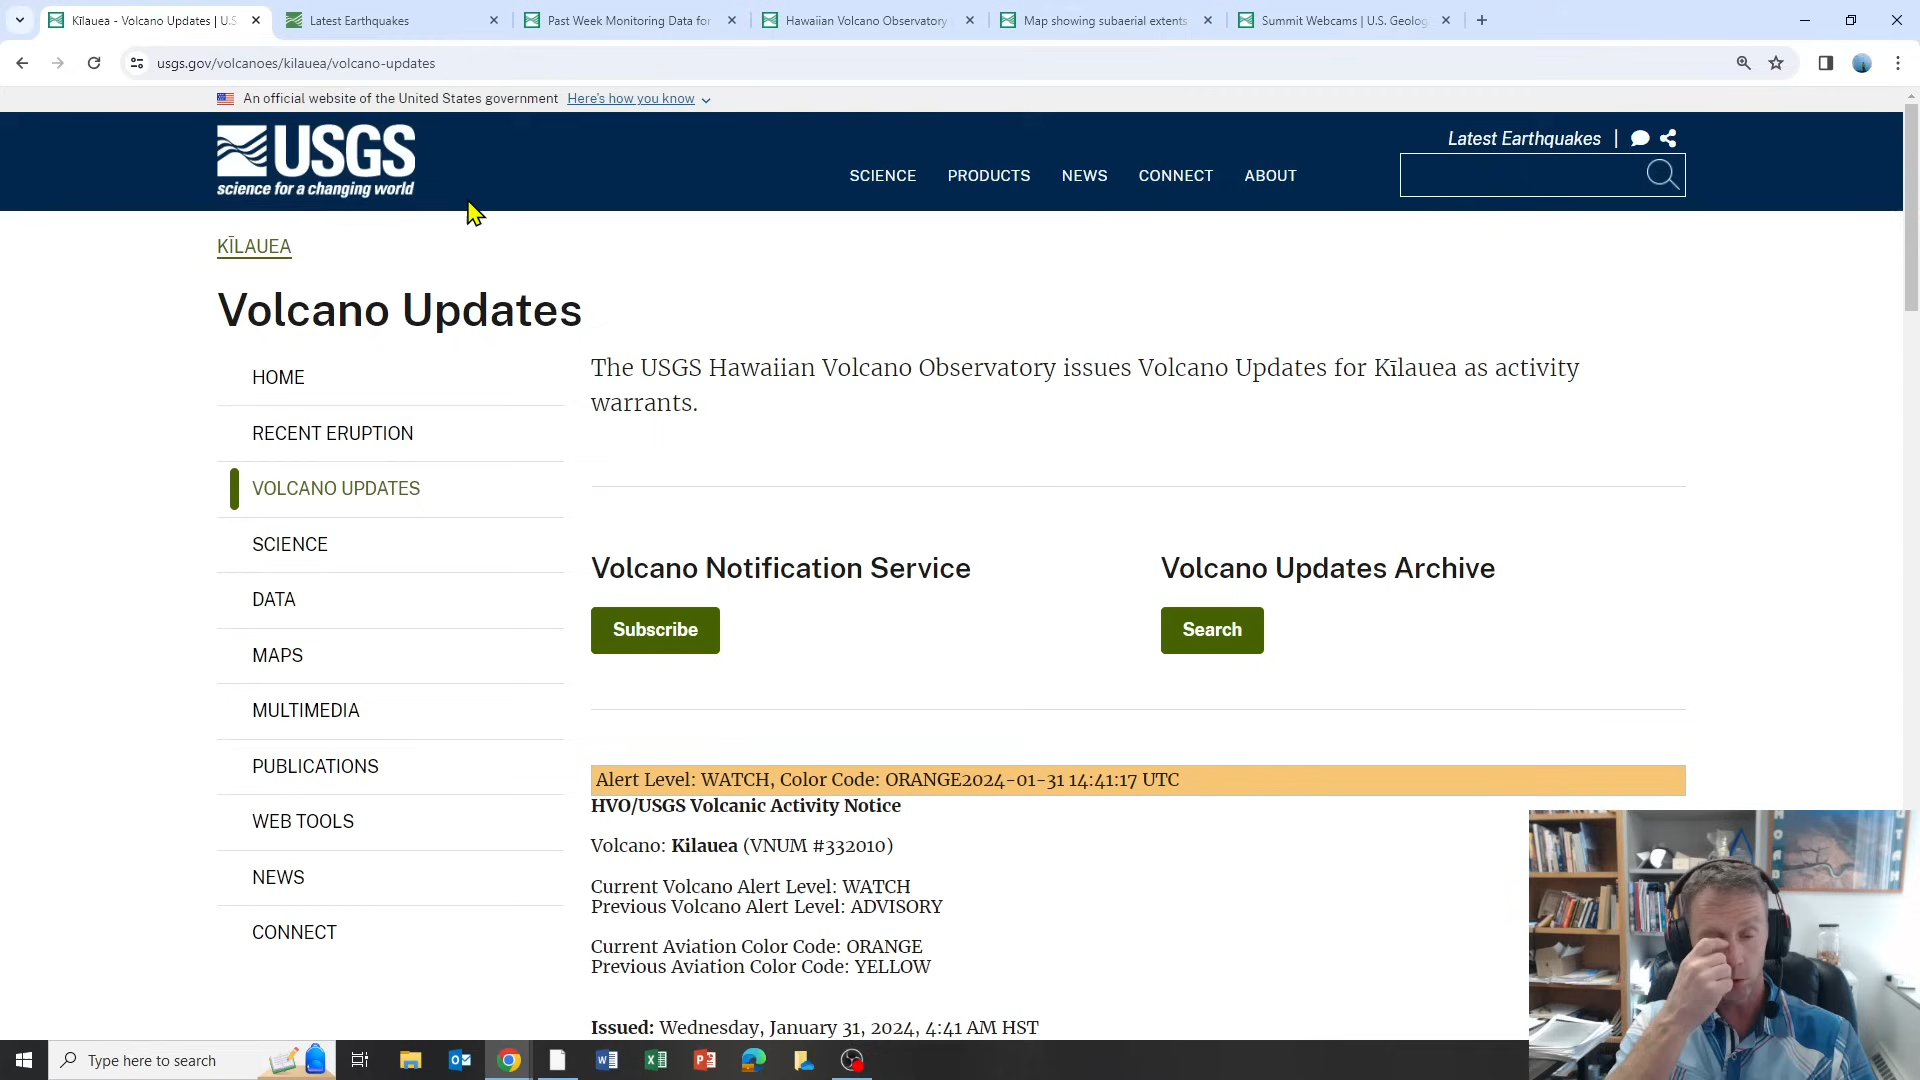 Kīlauea - Volcano Updates | U.S
Latest Earthquakes
Past Week Monitoring Data for
Hawaiian Volcano Observatory
Map showing subaerial extents
Summit Webcams | U.S. Geolog
usgs.gov/volcanoes/kilauea/volcano-updates
An official website of the United States government Here's how you know
USGS
science for a changing world
Latest Earthquakes |
SCIENCE PRODUCTS NEWS CONNECT ABOUT
KĪLAUEA
Volcano Updates
HOME
RECENT ERUPTION
VOLCANO UPDATES
SCIENCE
DATA
MAPS
MULTIMEDIA
PUBLICATIONS
WEB TOOLS
NEWS
CONNECT
The USGS Hawaiian Volcano Observatory issues Volcano Updates for Kīlauea as activity
warrants.
Volcano Notification Service
Subscribe
Volcano Updates Archive
Search
Alert Level: WATCH, Color Code: ORANGE2024-01-31 14:41:17 UTC
HVO/USGS Volcanic Activity Notice
Volcano: Kilauea (VNUM #332010)
Current Volcano Alert Level: WATCH
Previous Volcano Alert Level: ADVISORY
Current Aviation Color Code: ORANGE
Previous Aviation Color Code: YELLOW
Issued: Wednesday, January 31, 2024, 4:41 AM HST
Type here to search